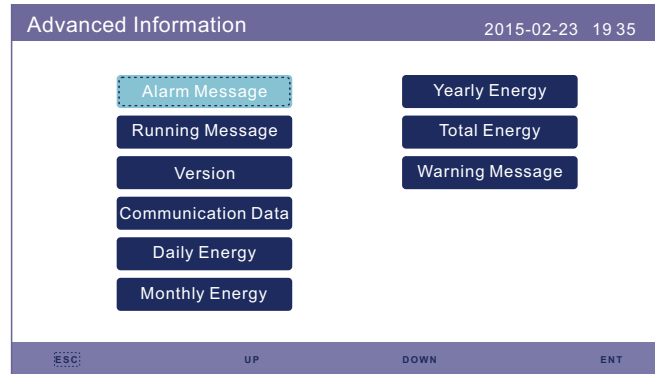 Advanced Information
2015-02-23 19 35
Alarm Message
Running Message
Version
Communication Data
Daily Energy
Monthly Energy
Yearly Energy
Total Energy
Warning Message
ESC UP DOWN ENT